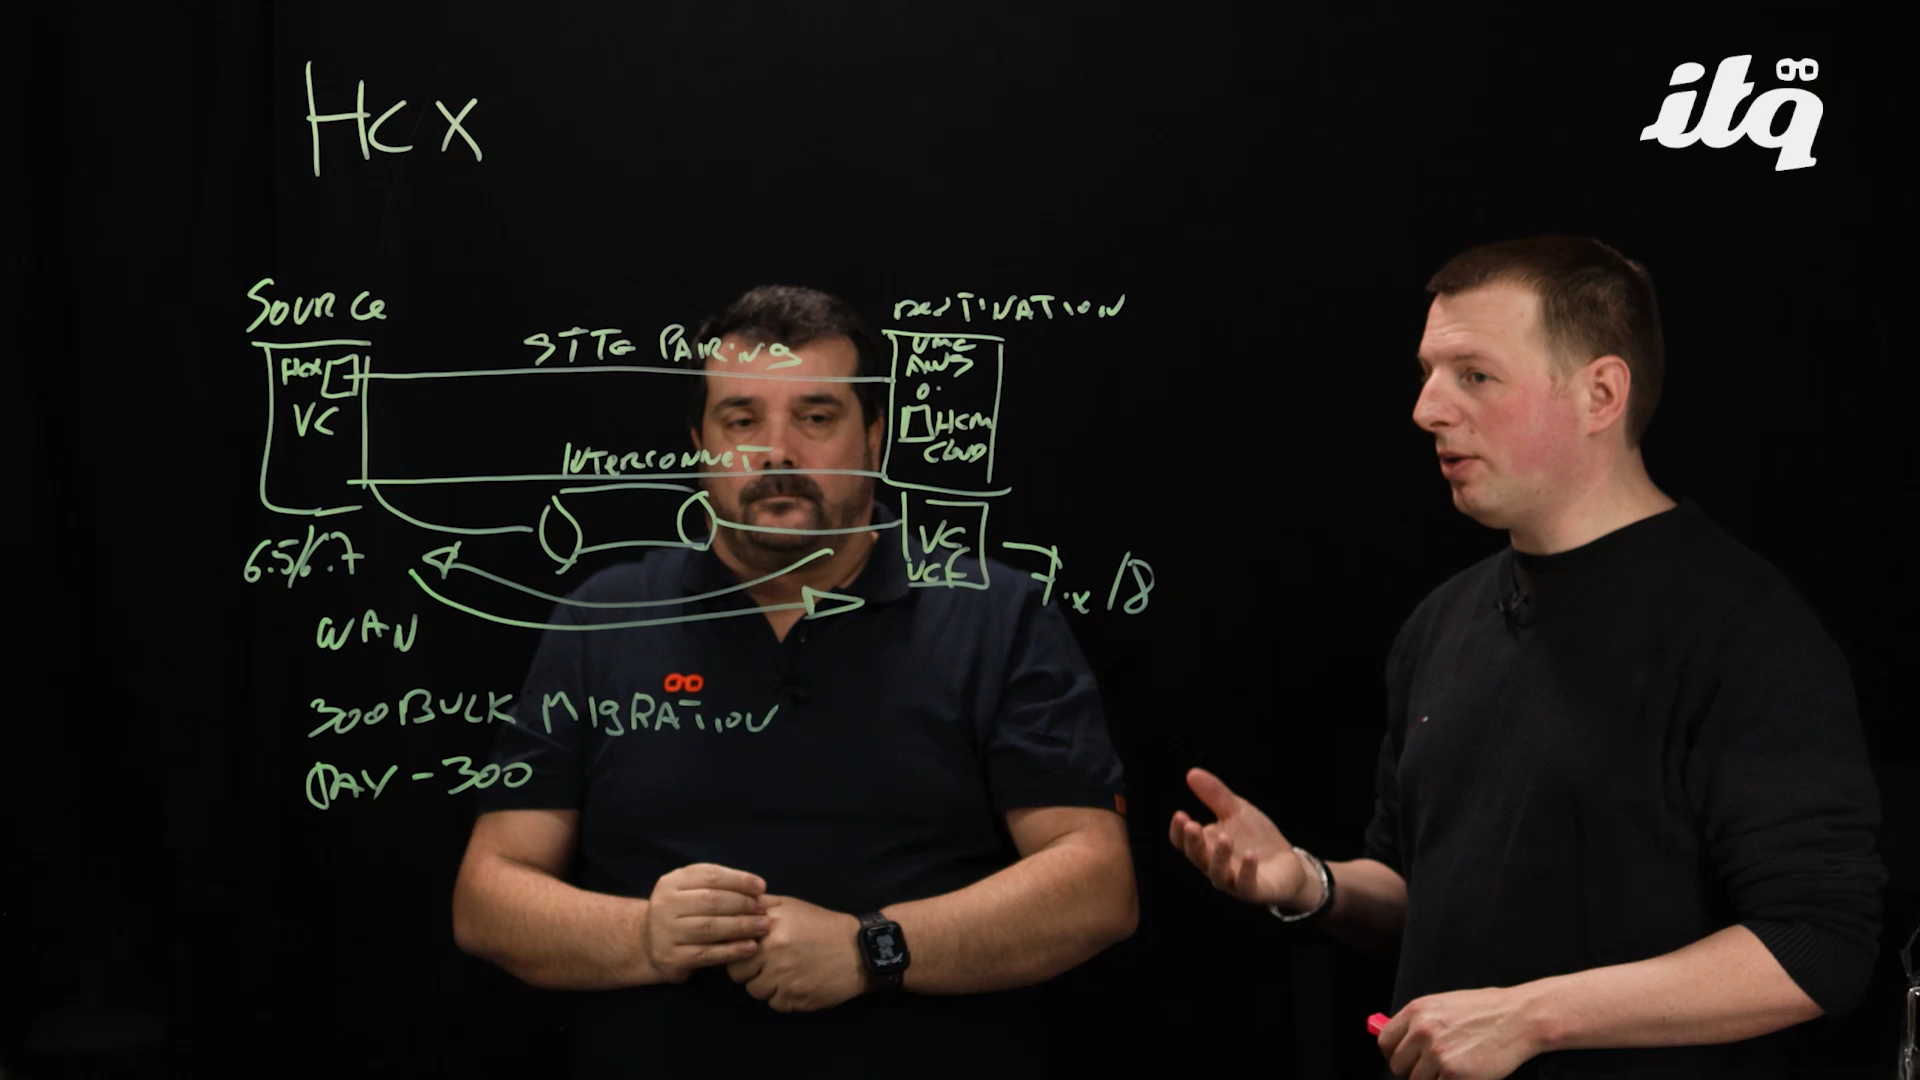 itq
HCX
SOURCE
DESTINATION
HCX
VC
SITE PAIRING
VMC
AWS
HCM
CLOUD
INTERCONNECT
VC
VCF
6.5/6.7
7.x/8
WAN
300 BULK MIGRATION
DAY - 300